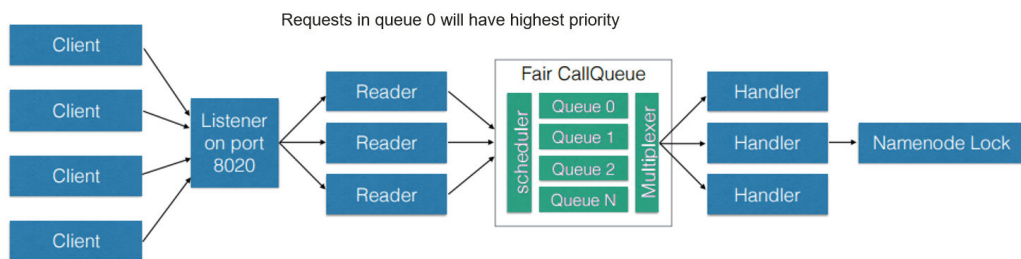 Requests in queue 0 will have highest priority
Client
Client
Client
Client
Listener
on port
8020
Reader
Reader
Reader
Fair CallQueue
scheduler
Queue 0
Queue 1
Queue 2
Queue N
Multiplexer
Handler
Handler
Handler
Namenode Lock